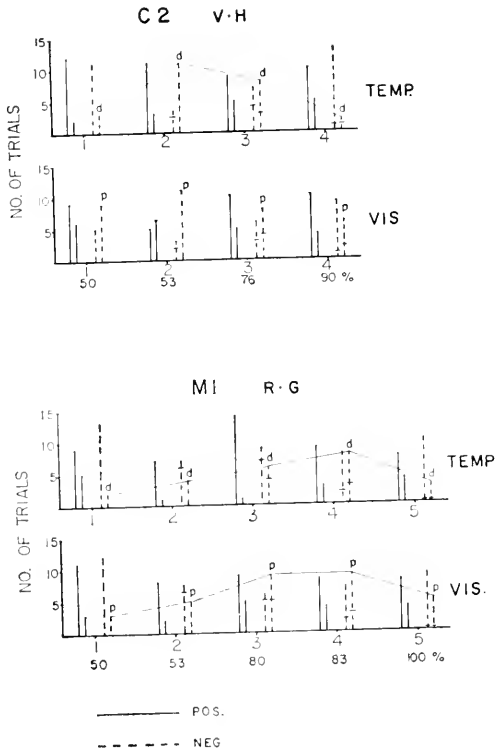 C2 V·H
NO. OF TRIALS
15
10
5
d
d
d
d
TEMP.
1 2 3 4
15
10
5
p
p
p
p
VIS
1 2 3 4
50 53 76 90 %
M1 R·G
NO. OF TRIALS
15
10
5
d
d
d
d
d
TEMP
1 2 3 4 5
15
10
5
p
p
p
p
p
VIS.
1 2 3 4 5
50 53 80 83 100 %
POS.
NEG